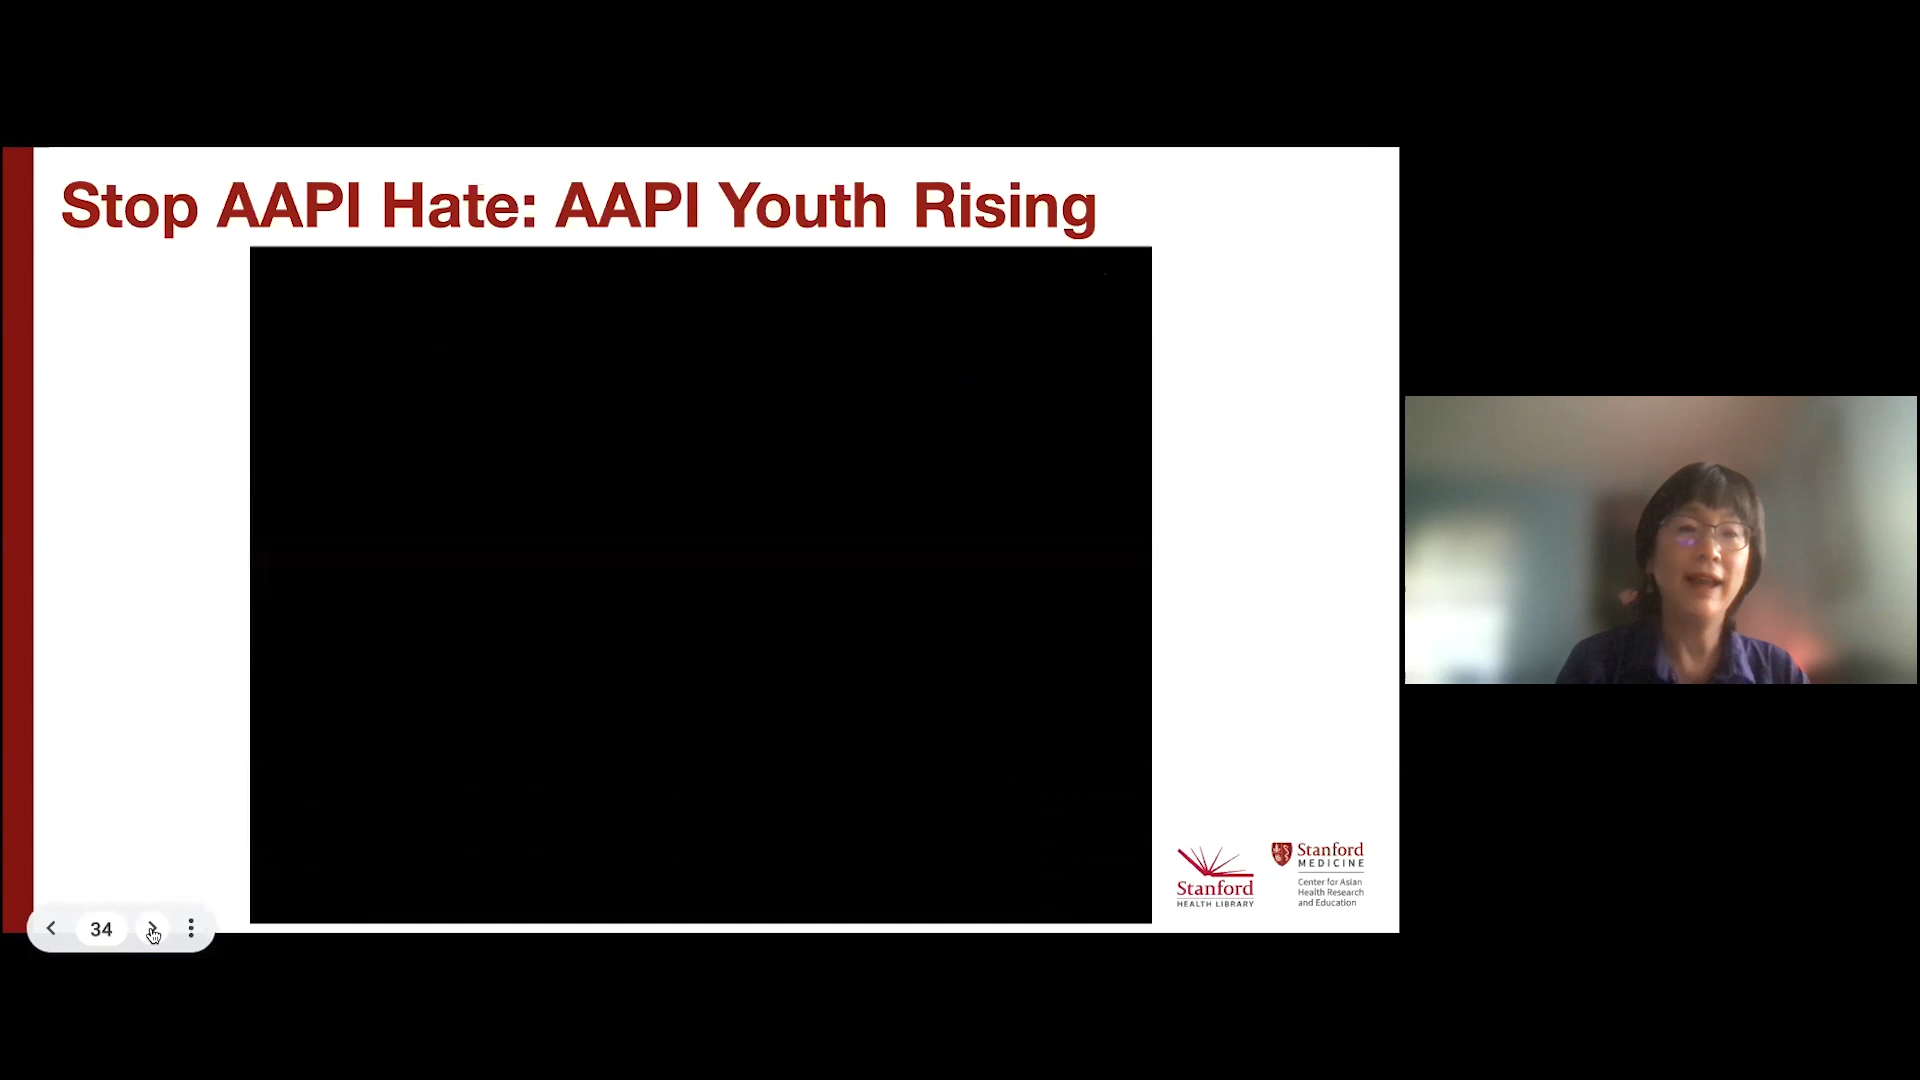 Stop AAPI Hate: AAPI Youth Rising
Stanford
HEALTH LIBRARY
Stanford
MEDICINE
Center for Asian
Health Research
and Education
34